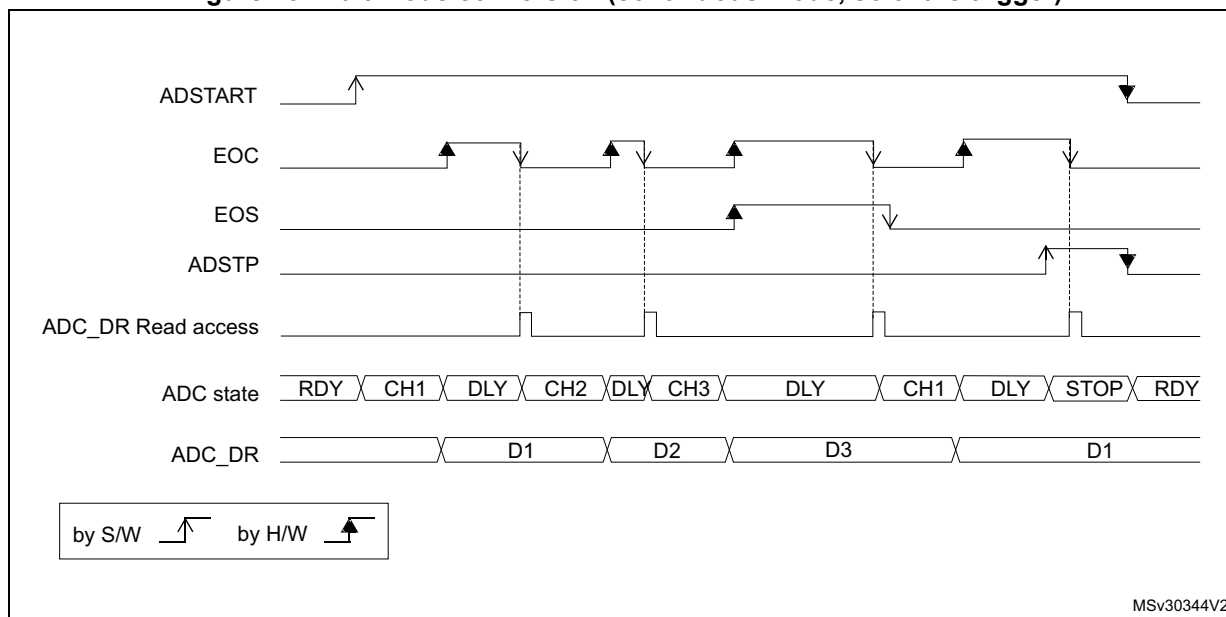 ADSTART
EOC
EOS
ADSTP
ADC_DR Read access
ADC state RDY CH1 DLY CH2 DLY CH3 DLY CH1 DLY STOP RDY
ADC_DR D1 D2 D3 D1
by S/W by H/W
MSv30344V2